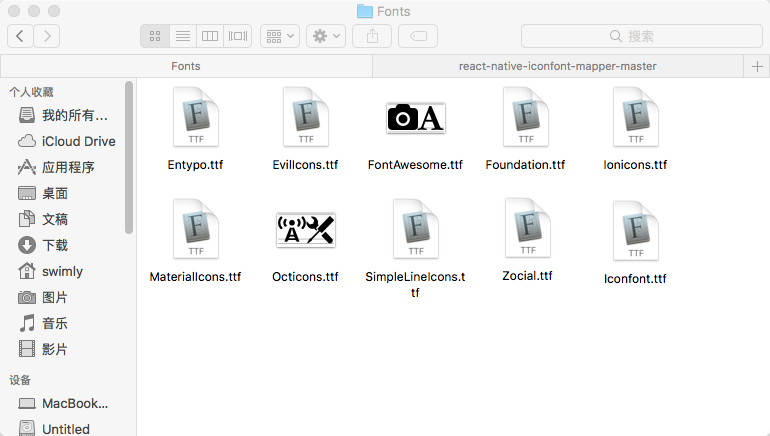 Fonts
搜索
Fonts
react-native-iconfont-mapper-master
个人收藏
我的所有...
iCloud Drive
应用程序
桌面
文稿
下载
swimly
图片
音乐
影片
设备
MacBook...
Untitled
F
TTF
F
TTF
A
F
TTF
F
TTF
Entypo.ttf
EvilIcons.ttf
FontAwesome.ttf
Foundation.ttf
Ionicons.ttf
F
TTF
F
TTF
F
TTF
F
TTF
MaterialIcons.ttf
Octicons.ttf
SimpleLineIcons.t
tf
Zocial.ttf
Iconfont.ttf